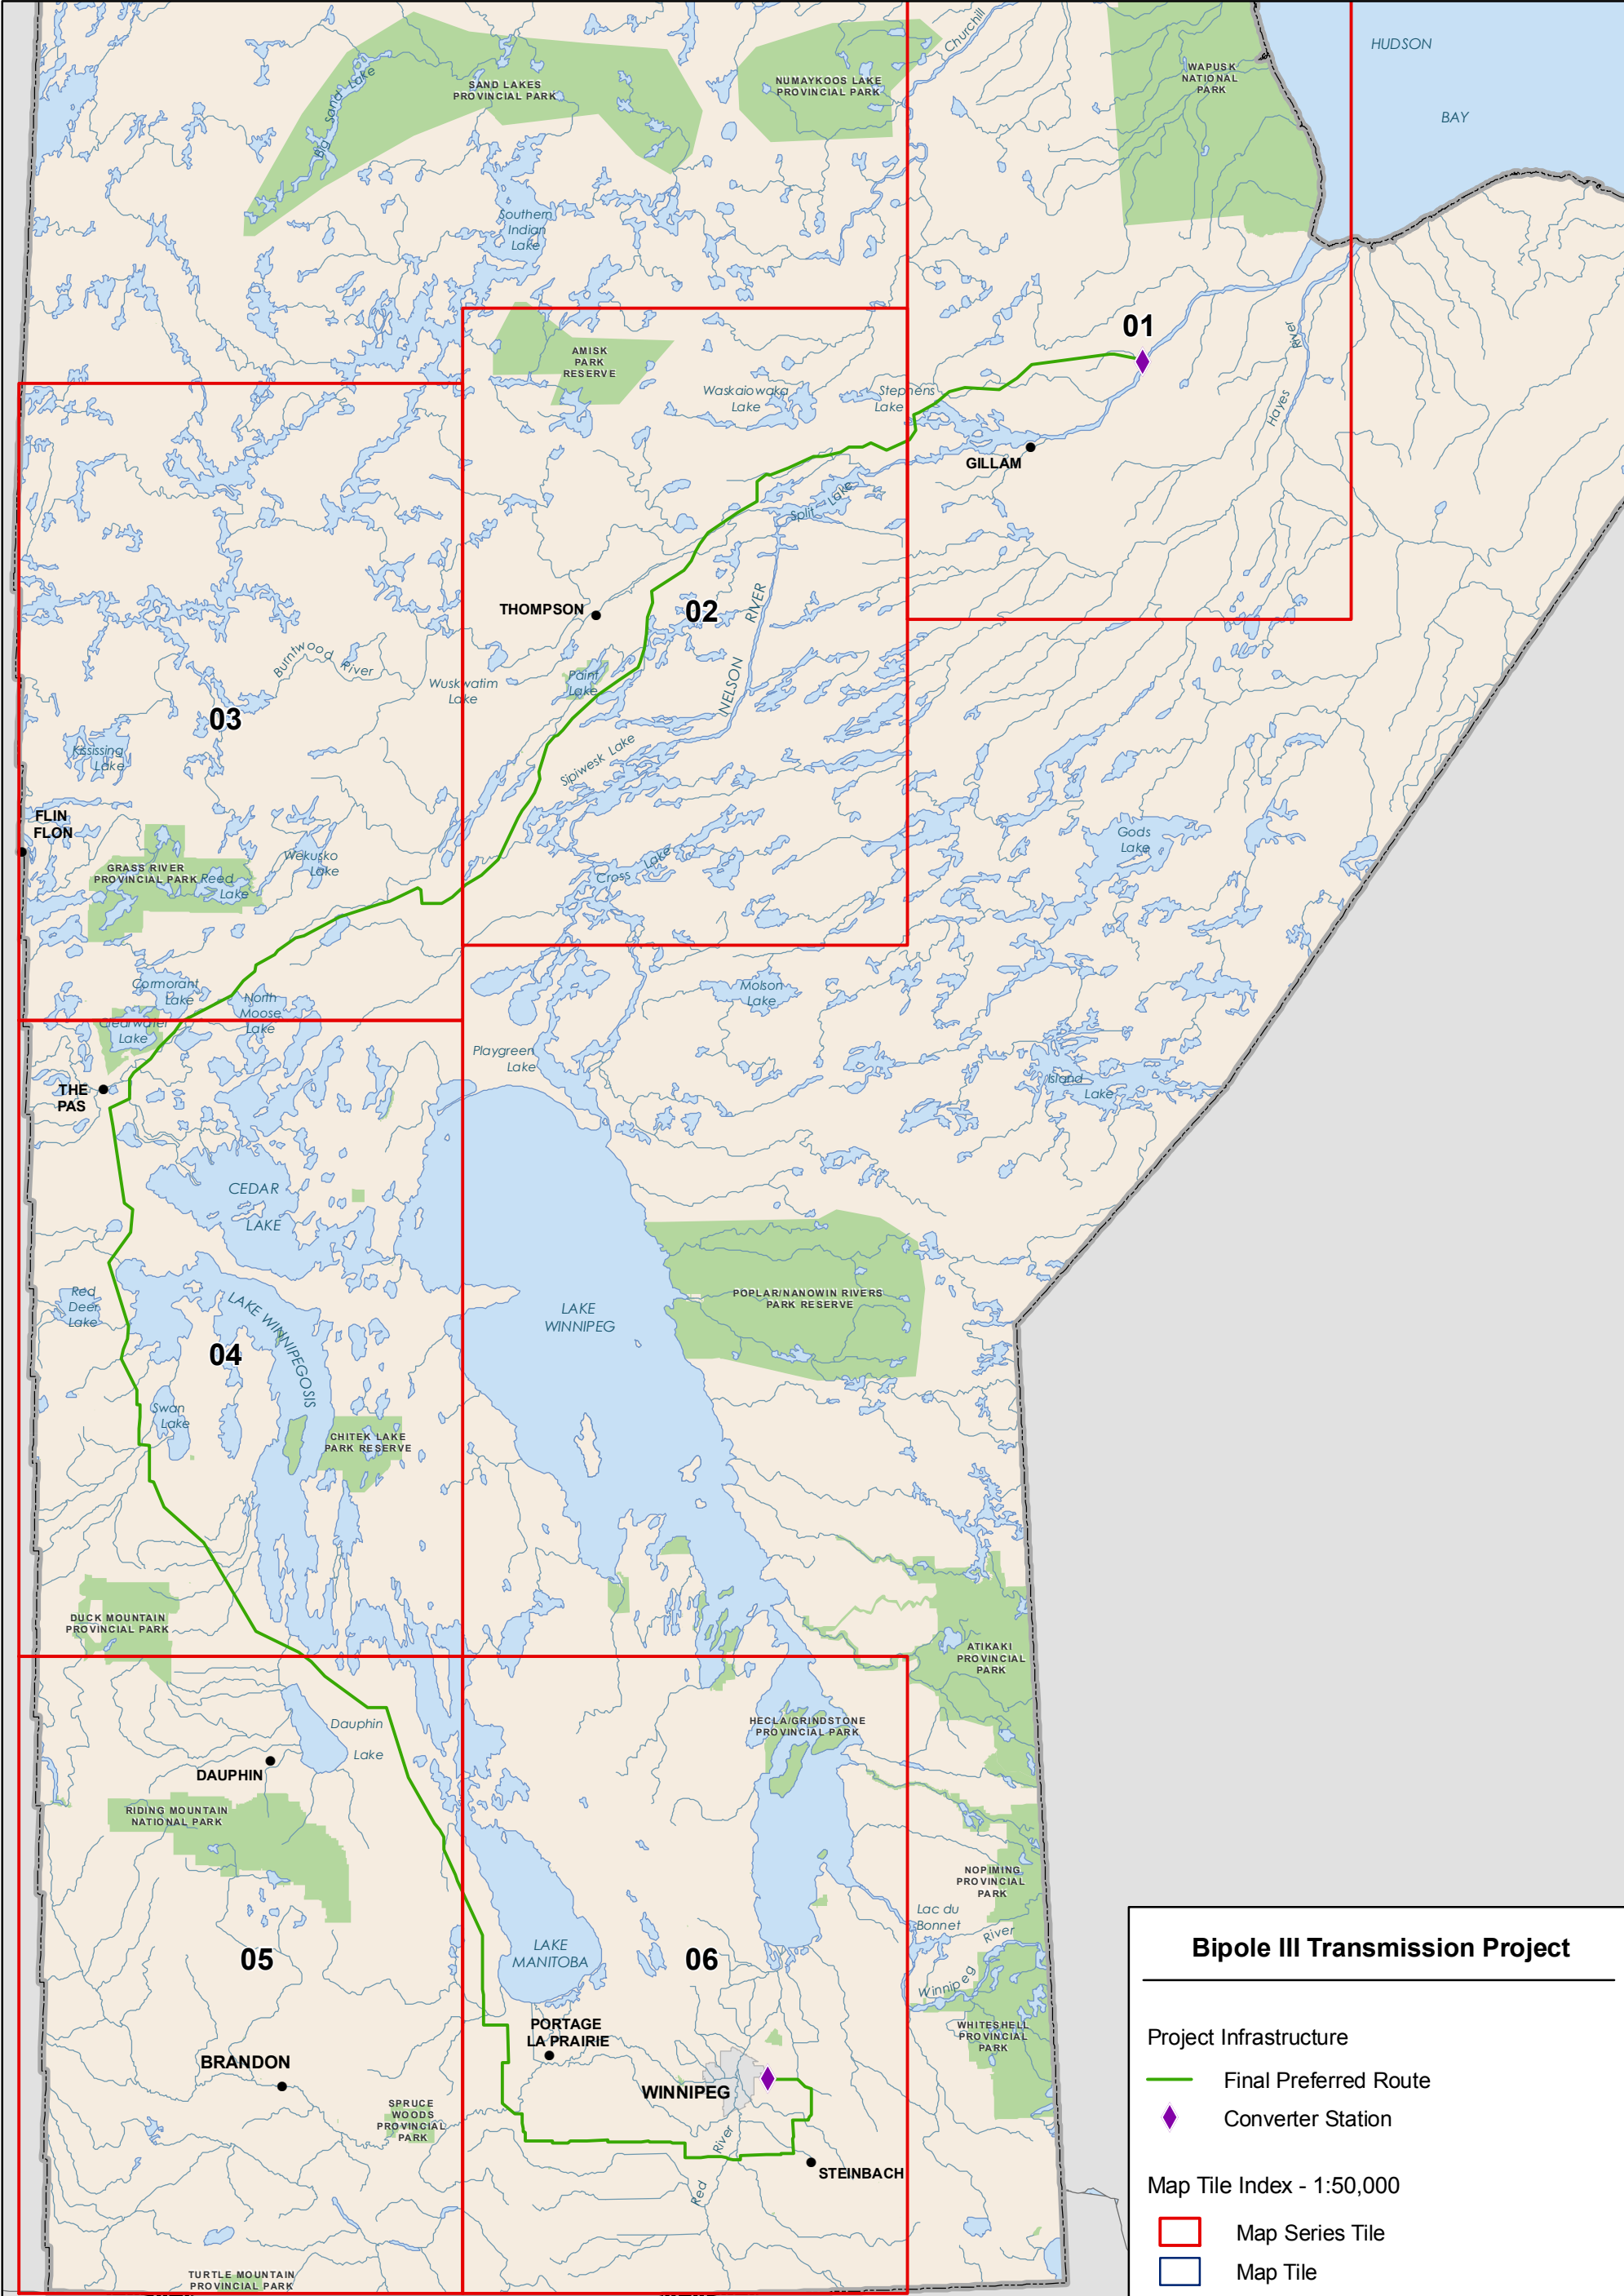 HUDSON
BAY
Churchill
WAPUSK
NATIONAL
PARK
SAND LAKES
PROVINCIAL PARK
NUMAYKOOS LAKE
PROVINCIAL PARK
Big Sand Lake
Southern
Indian
Lake
01
AMISK
PARK
RESERVE
Waskaiowaka
Lake
Stephens
Lake
River
Hayes
GILLAM
Split Lake
THOMPSON
02
RIVER
NELSON
Burntwood River
Wuskwatim
Lake
Paint
Lake
03
Kississing
Lake
Sipiwesk Lake
FLIN
FLON
GRASS RIVER
PROVINCIAL PARK
Reed
Lake
Wekusko
Lake
Cross Lake
Gods
Lake
Cormorant
Lake
North
Moose
Lake
Molson
Lake
Clearwater
Lake
Playgreen
Lake
Island
Lake
THE
PAS
CEDAR
LAKE
Red
Deer
Lake
LAKE WINNIPEGOSIS
LAKE
WINNIPEG
POPLAR/NANOWIN RIVERS
PARK RESERVE
04
Swan
Lake
CHITEK LAKE
PARK RESERVE
DUCK MOUNTAIN
PROVINCIAL PARK
ATIKAKI
PROVINCIAL
PARK
Dauphin
Lake
HECLA/GRINDSTONE
PROVINCIAL PARK
DAUPHIN
RIDING MOUNTAIN
NATIONAL PARK
NOPIMING
PROVINCIAL
PARK
Lac du
Bonnet
River
Winnipeg
05
LAKE
MANITOBA
06
PORTAGE
LA PRAIRIE
WHITESHELL
PROVINCIAL
PARK
BRANDON
WINNIPEG
SPRUCE
WOODS
PROVINCIAL
PARK
River
Red
STEINBACH
TURTLE MOUNTAIN
PROVINCIAL PARK
Bipole III Transmission Project
Project Infrastructure
Final Preferred Route
Converter Station
Map Tile Index - 1:50,000
Map Series Tile
Map Tile